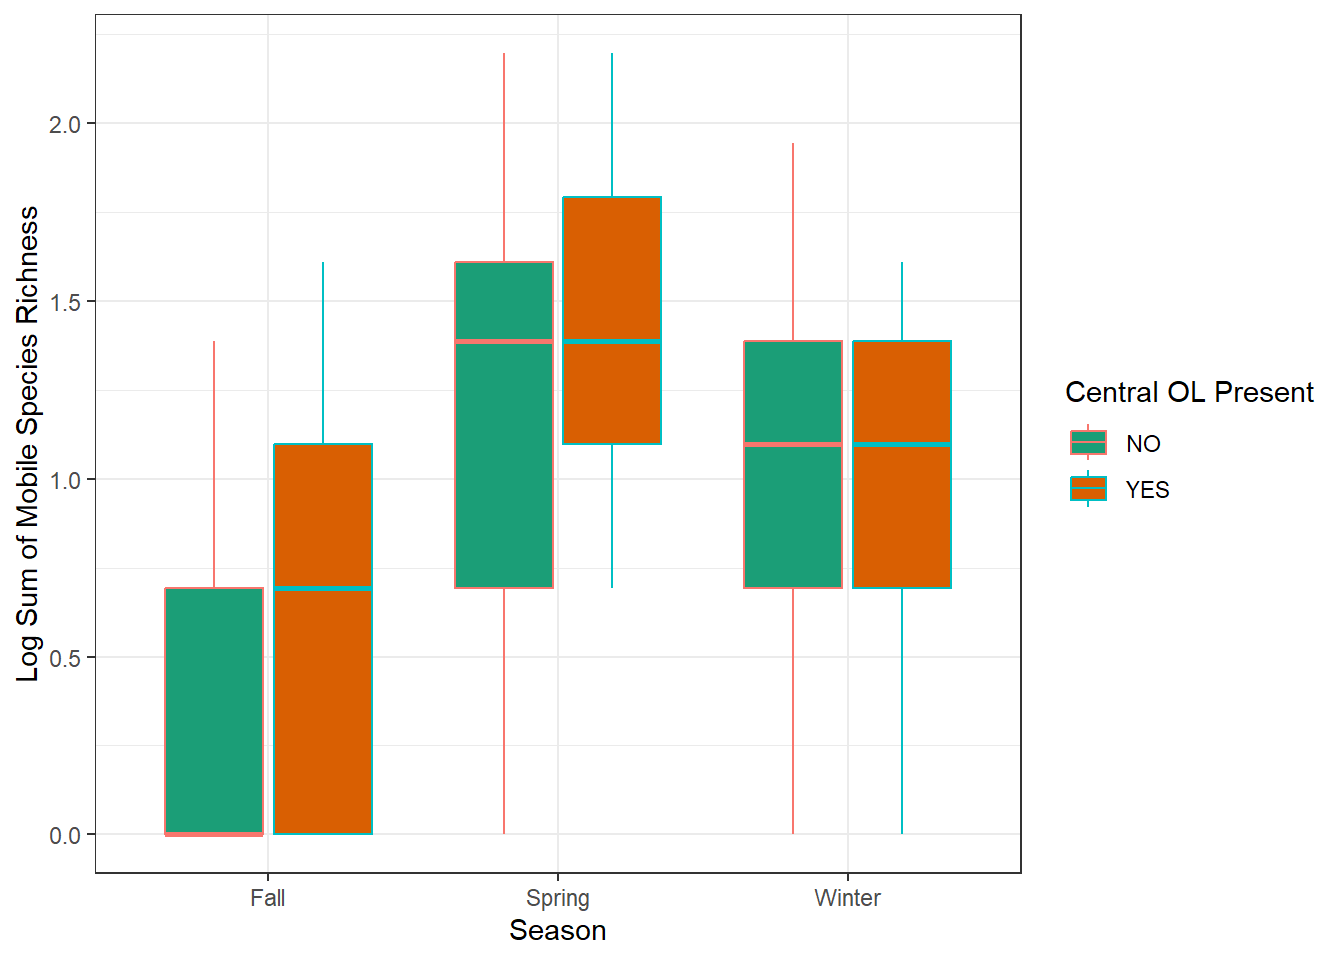 Log Sum of Mobile Species Richness
2.0
1.5
1.0
0.5
0.0
Fall Spring Winter
Season
Central OL Present
NO
YES